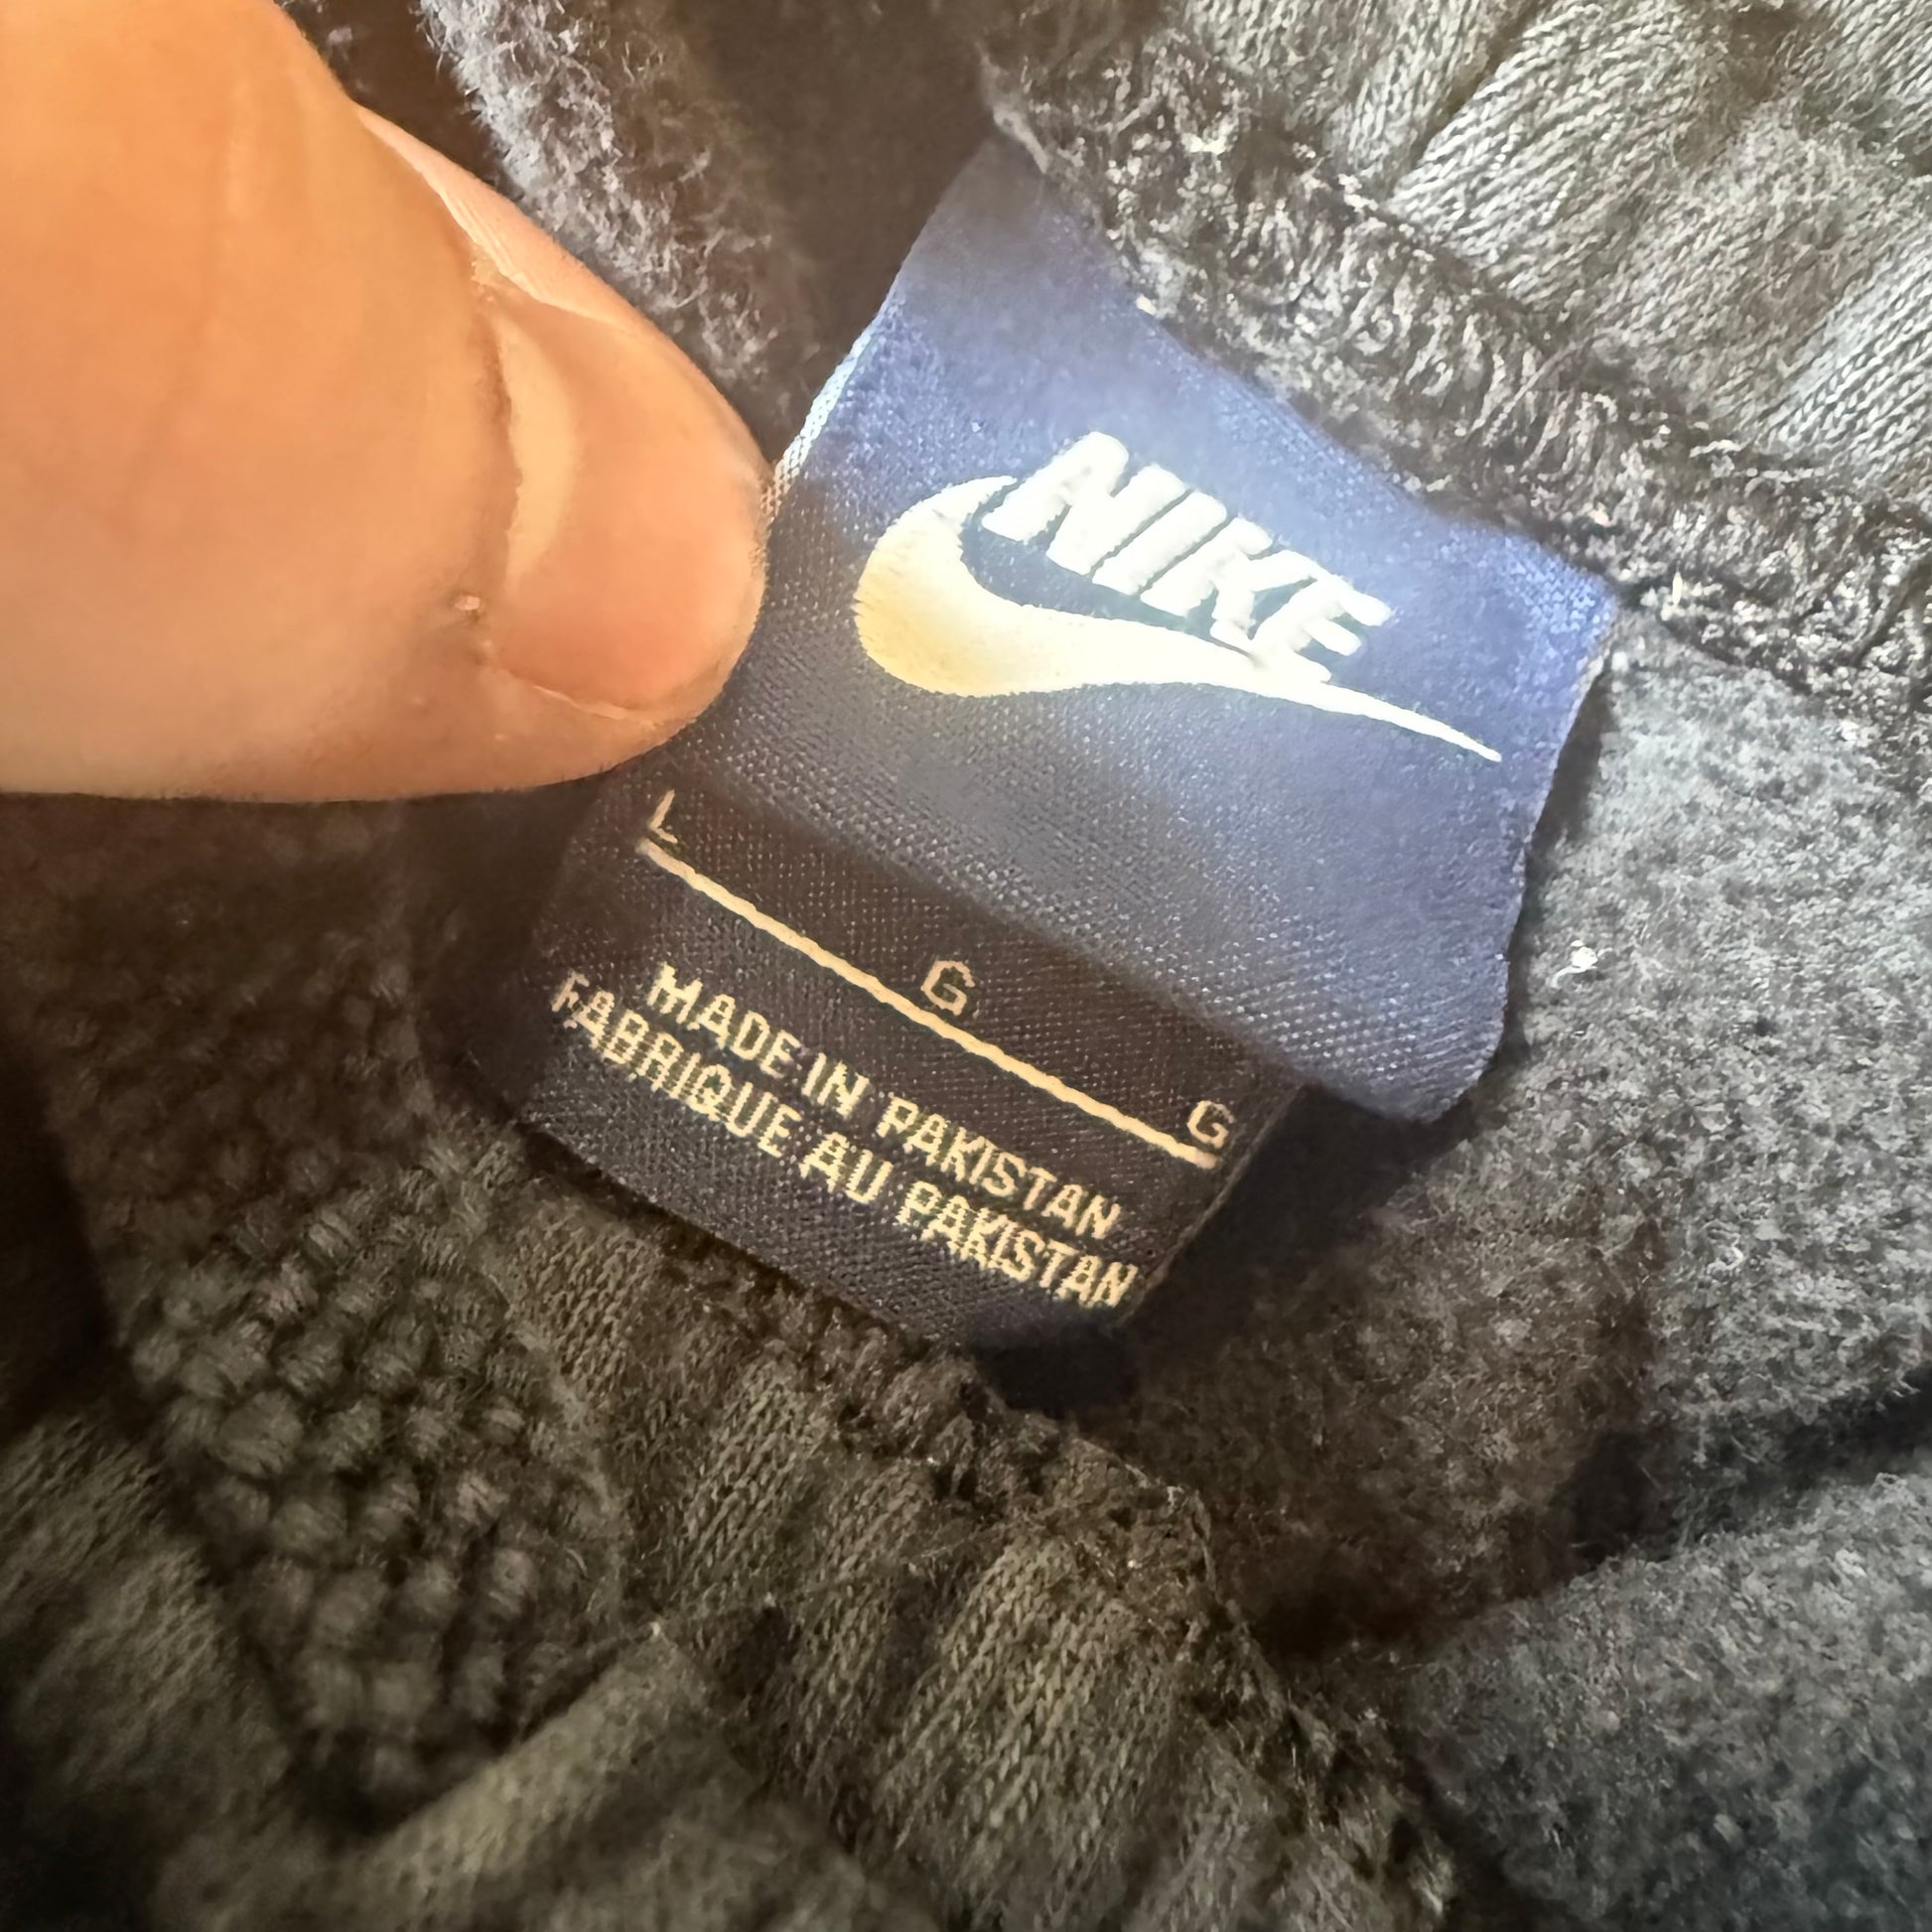 NIKE
L G G
MADE IN PAKISTAN
FABRIQUE AU PAKISTAN